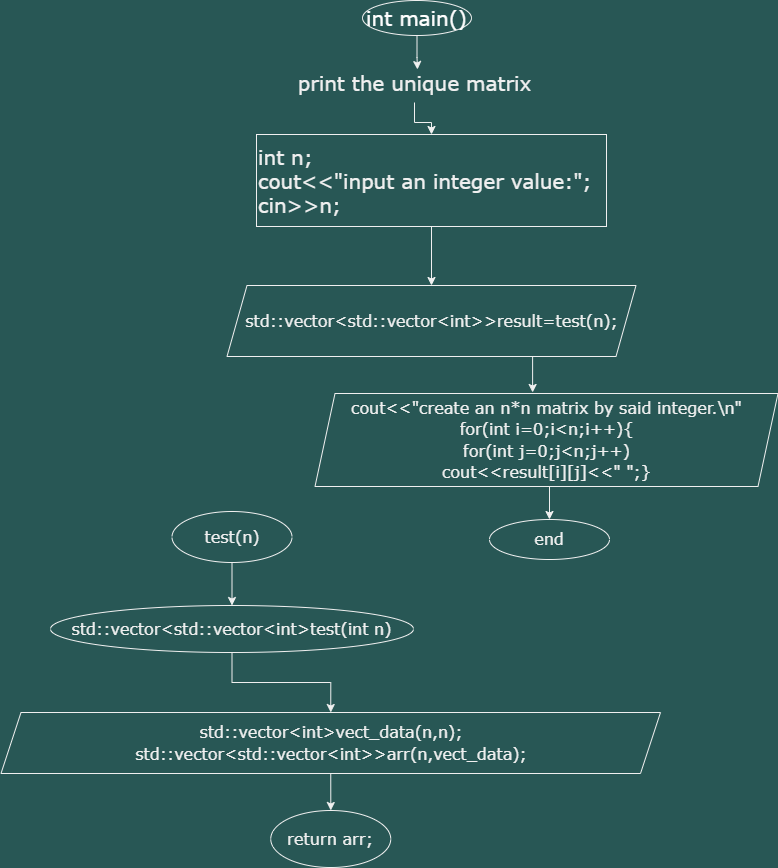 int main()
print the unique matrix
int n;
cout<<"input an integer value:";
cin>>n;
std::vector<std::vector<int>>result=test(n);
cout<<"create an n*n matrix by said integer.\n"
for(int i=0;i<n;i++){
for(int j=0;j<n;j++)
cout<<result[i][j]<<" ";}
end
test(n)
std::vector<std::vector<int>test(int n)
std::vector<int>vect_data(n,n);
std::vector<std::vector<int>>arr(n,vect_data);
return arr;